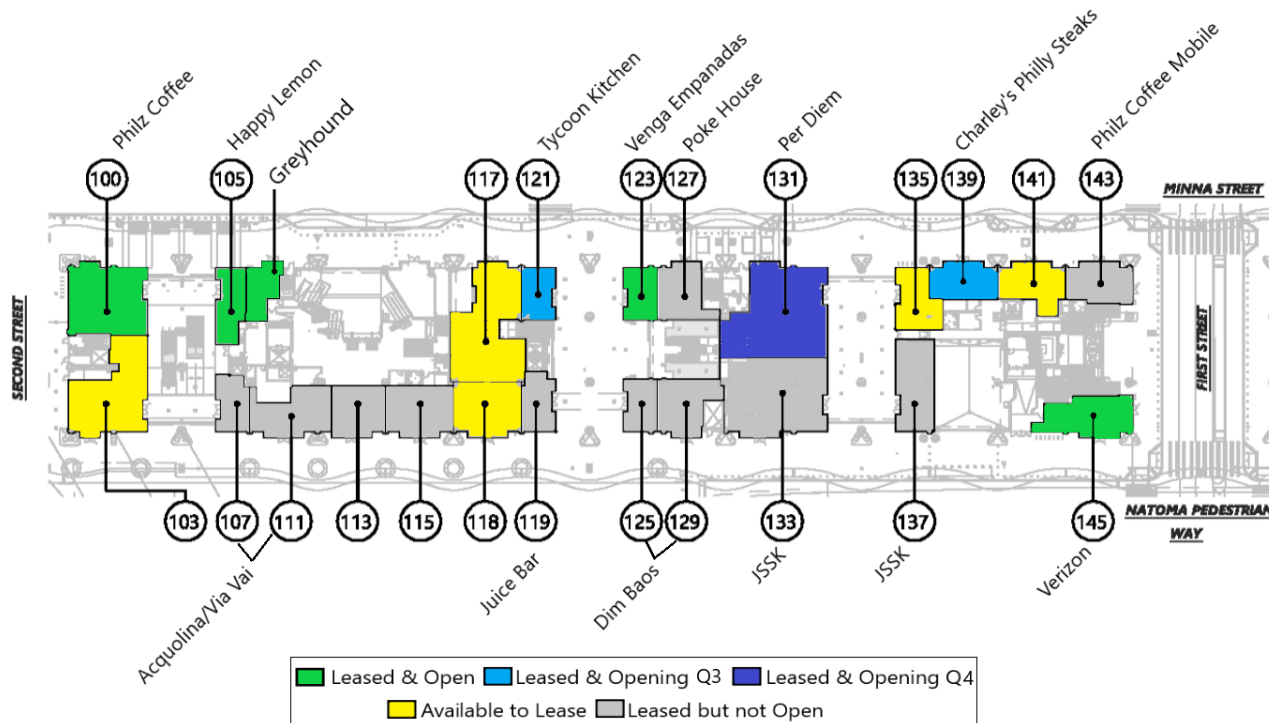 Philz Coffee
Happy Lemon
Greyhound
Tycoon Kitchen
Venga Empanadas
Poke House
Per Diem
Charley's Philly Steaks
Philz Coffee Mobile
100
105
117
121
123
127
131
135
139
141
143
MINNA STREET
SECOND STREET
FIRST STREET
103
107
111
113
115
118
119
125
129
133
137
145
NATOMA PEDESTRIAN
WAY
Acquolina/Via Vai
Juice Bar
Dim Baos
JSSK
JSSK
Verizon
Leased & Open
Leased & Opening Q3
Leased & Opening Q4
Available to Lease
Leased but not Open